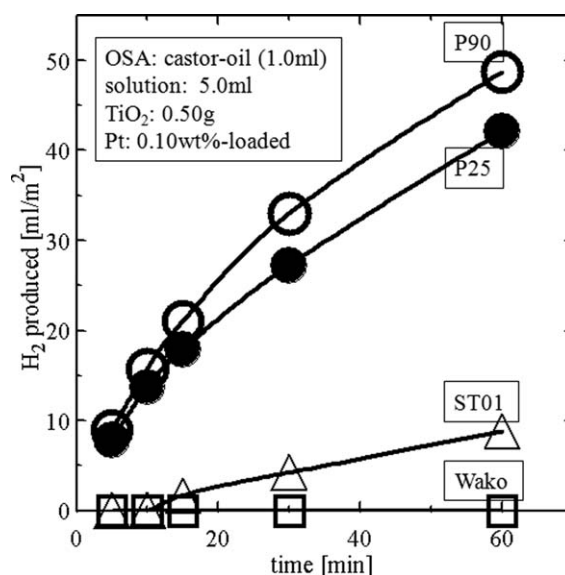 50
40
30
20
10
0
H2 produced [ml/m2]
OSA: castor-oil (1.0ml)
solution: 5.0ml
TiO2: 0.50g
Pt: 0.10wt%-loaded
P90
P25
ST01
Wako
0
20
40
60
time [min]